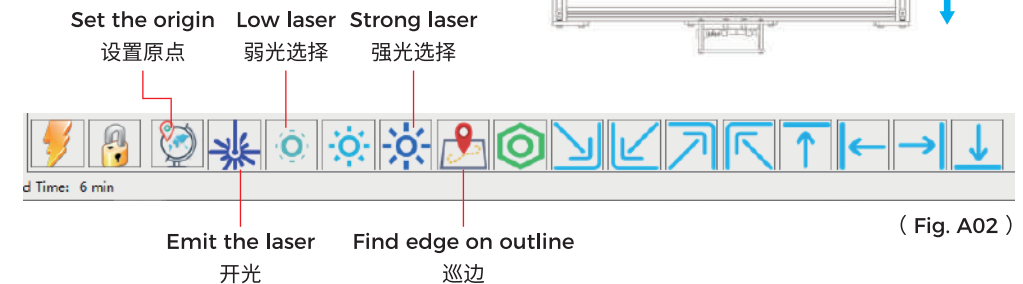 Set the origin
设置原点
Low laser
弱光选择
Strong laser
强光选择
d Time: 6 min
Emit the laser
开光
Find edge on outline
巡边
( Fig. A02 )